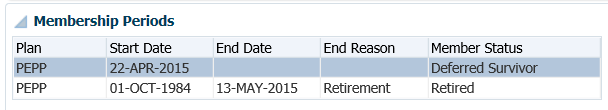 Membership Periods
Plan Start Date End Date End Reason Member Status
PEPP 22-APR-2015 Deferred Survivor
PEPP 01-OCT-1984 13-MAY-2015 Retirement Retired